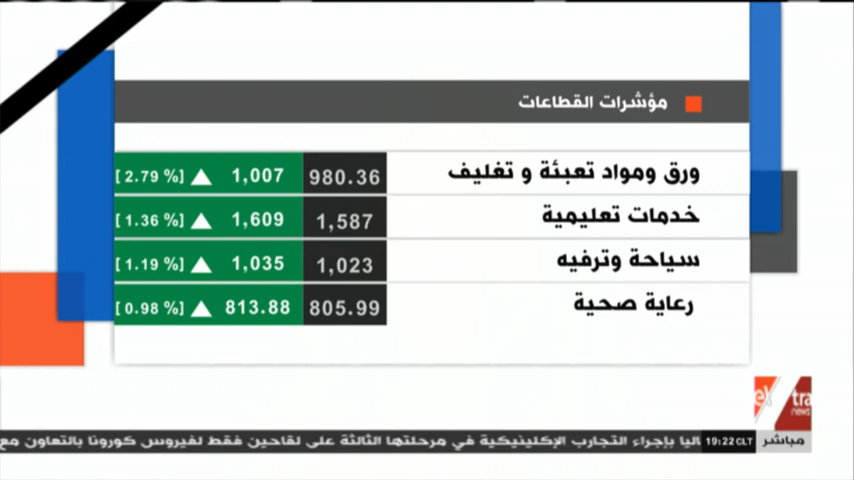 مؤشرات القطاعات
ورق ومواد تعبئة و تغليف 980.36 1,007 ▲ [2.79 %]
خدمات تعليمية 1,587 1,609 ▲ [1.36 %]
سياحة وترفيه 1,023 1,035 ▲ [1.19 %]
رعاية صحية 805.99 813.88 ▲ [0.98 %]
news
مباشر
19:22 CLT
بإجراء التجارب الإكلينيكية في مرحلتها الثالثة على لقاحين فقط لفيروس كورونا بالتعاون مع